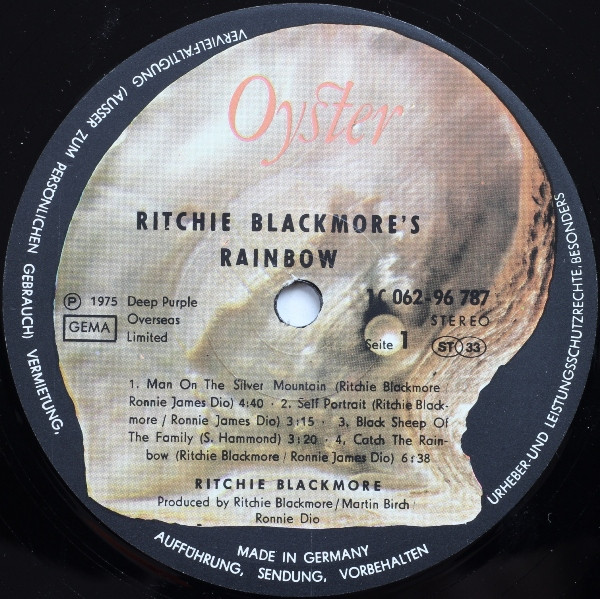 Oyster
RITCHIE BLACKMORE'S
RAINBOW
℗ 1975 Deep Purple
Overseas
Limited
GEMA
1C 062-96 787
STEREO
Seite 1
ST 33
1. Man On The Silver Mountain (Ritchie Blackmore
Ronnie James Dio) 4:40 · 2. Self Portrait (Ritchie Black-
more / Ronnie James Dio) 3:15 · 3. Black Sheep Of
The Family (S. Hammond) 3:20 · 4. Catch The Rain-
bow (Ritchie Blackmore / Ronnie James Dio) 6:38
RITCHIE BLACKMORE
Produced by Ritchie Blackmore / Martin Birch /
Ronnie Dio
MADE IN GERMANY
URHEBER-UND LEISTUNGSSCHUTZRECHTE.BESONDERS
VERVIELFÄLTIGUNG (AUSSER ZUM PERSÖNLICHEN GEBRAUCH) VERMIETUNG,
AUFFÜHRUNG, SENDUNG, VORBEHALTEN